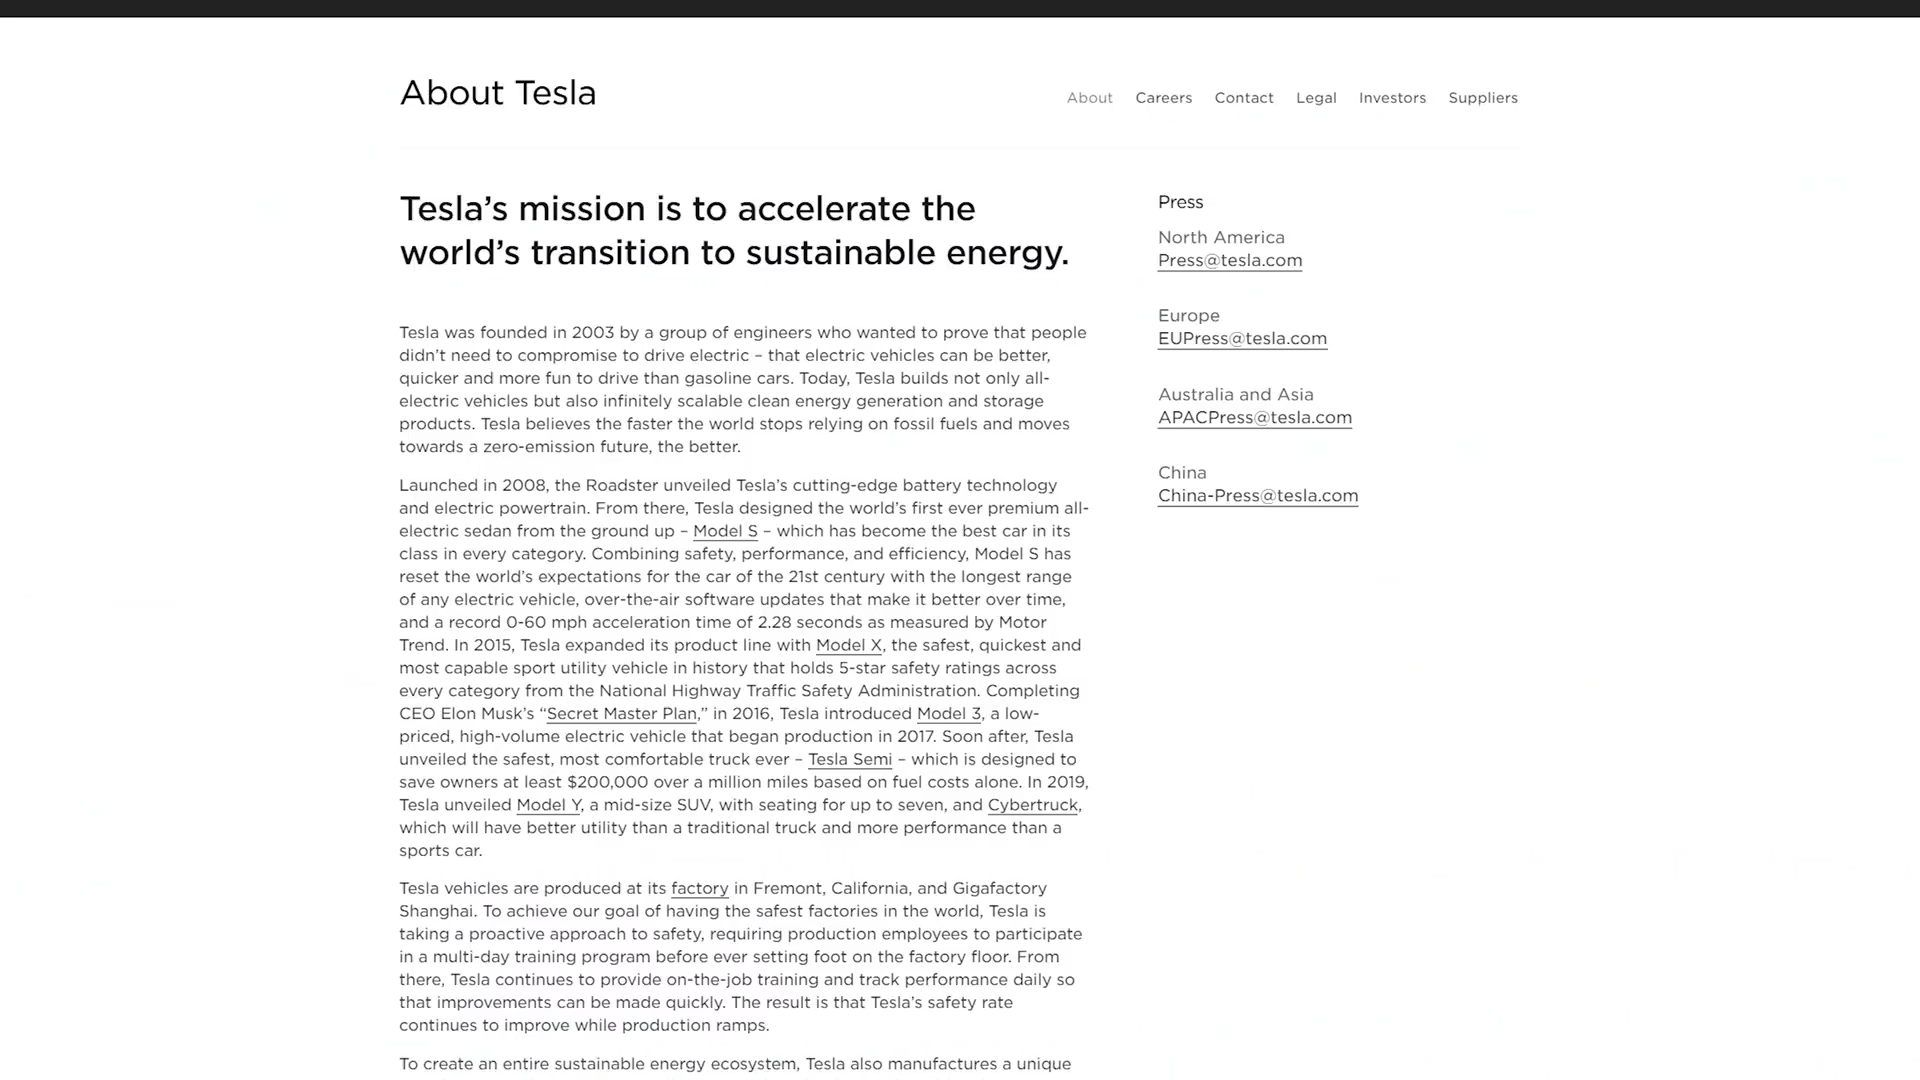 About Tesla
About Careers Contact Legal Investors Suppliers
Tesla’s mission is to accelerate the
world’s transition to sustainable energy.
Tesla was founded in 2003 by a group of engineers who wanted to prove that people
didn’t need to compromise to drive electric – that electric vehicles can be better,
quicker and more fun to drive than gasoline cars. Today, Tesla builds not only all-
electric vehicles but also infinitely scalable clean energy generation and storage
products. Tesla believes the faster the world stops relying on fossil fuels and moves
towards a zero-emission future, the better.
Launched in 2008, the Roadster unveiled Tesla’s cutting-edge battery technology
and electric powertrain. From there, Tesla designed the world’s first ever premium all-
electric sedan from the ground up – Model S – which has become the best car in its
class in every category. Combining safety, performance, and efficiency, Model S has
reset the world’s expectations for the car of the 21st century with the longest range
of any electric vehicle, over-the-air software updates that make it better over time,
and a record 0-60 mph acceleration time of 2.28 seconds as measured by Motor
Trend. In 2015, Tesla expanded its product line with Model X, the safest, quickest and
most capable sport utility vehicle in history that holds 5-star safety ratings across
every category from the National Highway Traffic Safety Administration. Completing
CEO Elon Musk’s “Secret Master Plan,” in 2016, Tesla introduced Model 3, a low-
priced, high-volume electric vehicle that began production in 2017. Soon after, Tesla
unveiled the safest, most comfortable truck ever – Tesla Semi – which is designed to
save owners at least $200,000 over a million miles based on fuel costs alone. In 2019,
Tesla unveiled Model Y, a mid-size SUV, with seating for up to seven, and Cybertruck,
which will have better utility than a traditional truck and more performance than a
sports car.
Tesla vehicles are produced at its factory in Fremont, California, and Gigafactory
Shanghai. To achieve our goal of having the safest factories in the world, Tesla is
taking a proactive approach to safety, requiring production employees to participate
in a multi-day training program before ever setting foot on the factory floor. From
there, Tesla continues to provide on-the-job training and track performance daily so
that improvements can be made quickly. The result is that Tesla’s safety rate
continues to improve while production ramps.
To create an entire sustainable energy ecosystem, Tesla also manufactures a unique
Press
North America
Press@tesla.com
Europe
EUPress@tesla.com
Australia and Asia
APACPress@tesla.com
China
China-Press@tesla.com